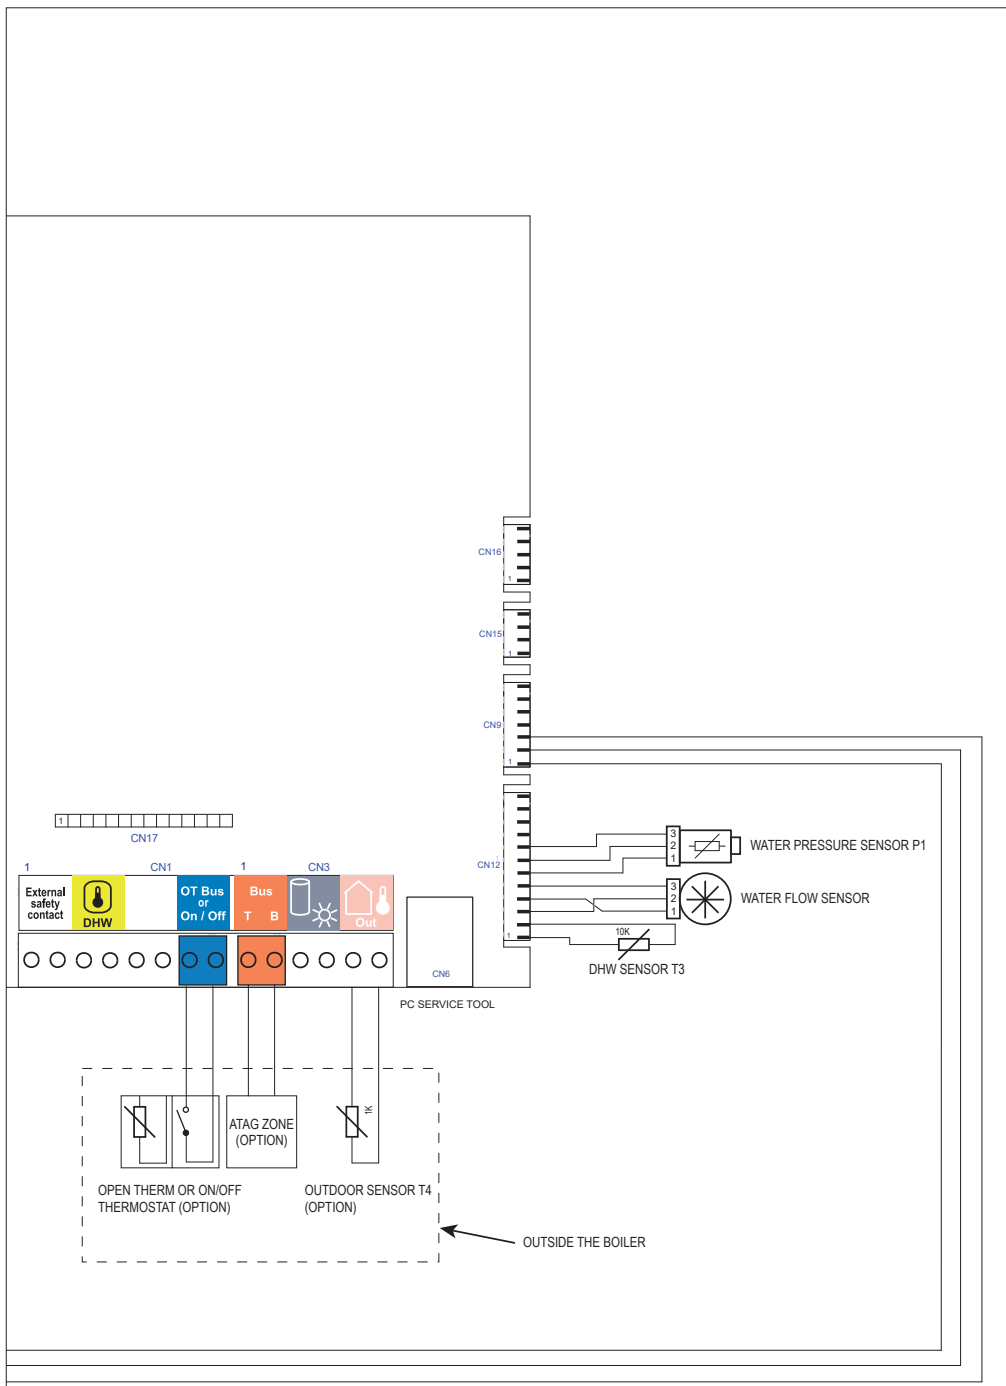 CN16
1
CN15
1
CN9
1
1
CN17
CN12
1
3
2
1
WATER PRESSURE SENSOR P1
3
2
1
WATER FLOW SENSOR
10K
DHW SENSOR T3
1
CN1
1
CN3
External
safety
contact
DHW
OT Bus
or
On / Off
Bus
T B
Out
CN6
PC SERVICE TOOL
ATAG ZONE
(OPTION)
1K
OPEN THERM OR ON/OFF
THERMOSTAT (OPTION)
OUTDOOR SENSOR T4
(OPTION)
OUTSIDE THE BOILER